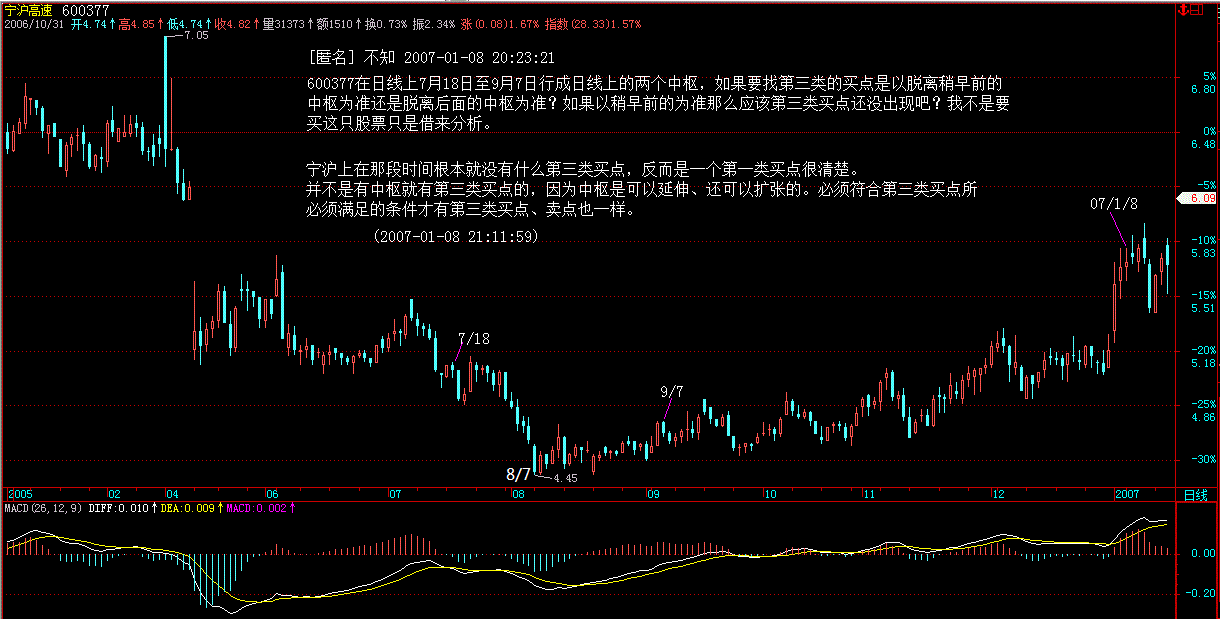 宁沪高速 600377
2006/10/31 开4.74↑高4.85↑低4.74↑收4.82↑量31373↑额1510↑换0.73% 振2.34% 涨(0.08)1.67% 指数(28.33)1.57%
7.05
[匿名] 不知 2007-01-08 20:23:21
600377在日线上7月18日至9月7日行成日线上的两个中枢，如果要找第三类的买点是以脱离稍早前的
中枢为准还是脱离后面的中枢为准？如果以稍早前的为准那么应该第三类买点还没出现吧？我不是要
买这只股票只是借来分析。
宁沪上在那段时间根本就没有什么第三类买点，反而是一个第一类买点很清楚。
并不是有中枢就有第三类买点的，因为中枢是可以延伸、还可以扩张的。必须符合第三类买点所
必须满足的条件才有第三类买点、卖点也一样。
(2007-01-08 21:11:59)
5%
6.80
0%
6.48
-5%
6.09
-10%
5.83
-15%
5.51
-20%
5.18
-25%
4.86
-30%
07/1/8
7/18
9/7
8/7
4.45
2005 02 04 06 07 08 09 10 11 12 2007 日线
MACD(26,12,9) DIFF:0.010↑DEA:0.009↑MACD:0.002↑
0.00
-0.20